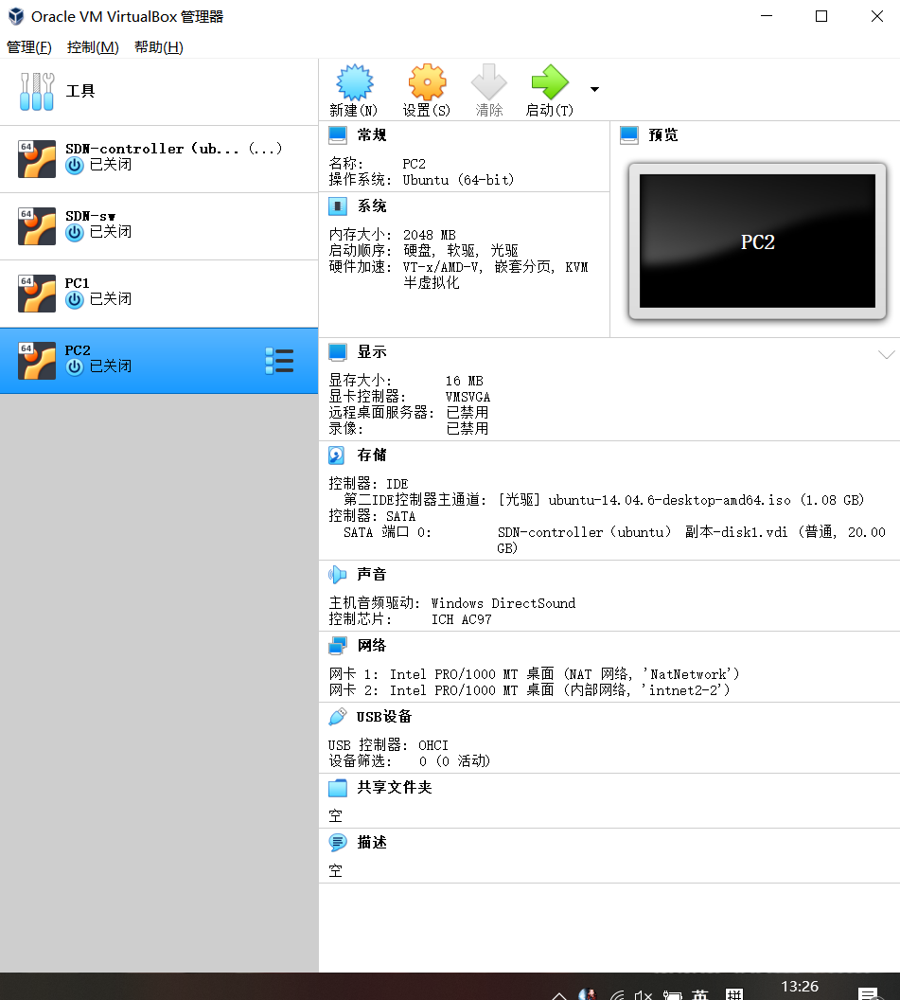 Oracle VM VirtualBox 管理器
管理(F) 控制(M) 帮助(H)
工具
64
SDN-controller（ub... (...)
已关闭
64
SDN-sw
已关闭
64
PC1
已关闭
64
PC2
已关闭
新建(N) 设置(S) 清除 启动(T)
常规
名称: PC2
操作系统: Ubuntu (64-bit)
预览
PC2
系统
内存大小: 2048 MB
启动顺序: 硬盘, 软驱, 光驱
硬件加速: VT-x/AMD-V, 嵌套分页, KVM
半虚拟化
显示
显存大小: 16 MB
显卡控制器: VMSVGA
远程桌面服务器: 已禁用
录像: 已禁用
存储
控制器: IDE
第二IDE控制器主通道: [光驱] ubuntu-14.04.6-desktop-amd64.iso (1.08 GB)
控制器: SATA
SATA 端口 0: SDN-controller（ubuntu） 副本-disk1.vdi (普通, 20.00
GB)
声音
主机音频驱动: Windows DirectSound
控制芯片: ICH AC97
网络
网卡 1: Intel PRO/1000 MT 桌面 (NAT 网络, 'NatNetwork')
网卡 2: Intel PRO/1000 MT 桌面 (内部网络, 'intnet2-2')
USB设备
USB 控制器: OHCI
设备筛选: 0 (0 活动)
共享文件夹
空
描述
空
英 拼 13:26